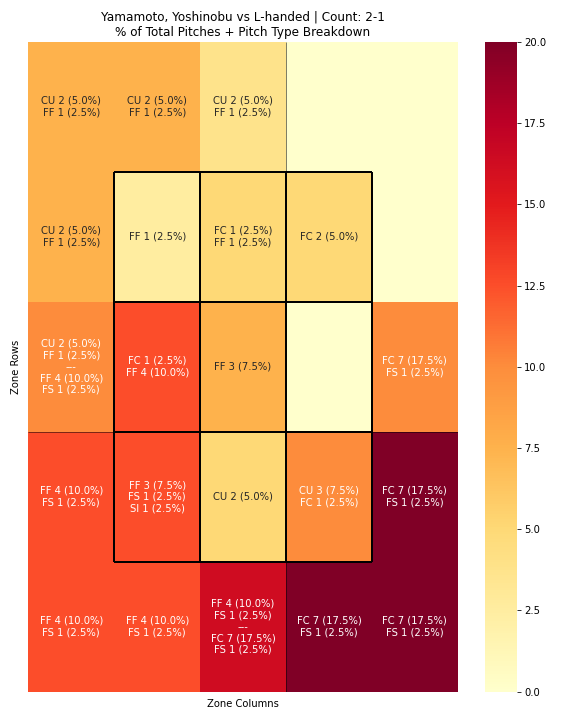 Yamamoto, Yoshinobu vs L-handed | Count: 2-1
% of Total Pitches + Pitch Type Breakdown
CU 2 (5.0%)
FF 1 (2.5%)
CU 2 (5.0%)
FF 1 (2.5%)
CU 2 (5.0%)
FF 1 (2.5%)
CU 2 (5.0%)
FF 1 (2.5%)
FF 1 (2.5%)
FC 1 (2.5%)
FF 1 (2.5%)
FC 2 (5.0%)
CU 2 (5.0%)
FF 1 (2.5%)
---
FF 4 (10.0%)
FS 1 (2.5%)
FC 1 (2.5%)
FF 4 (10.0%)
FF 3 (7.5%)
FC 7 (17.5%)
FS 1 (2.5%)
FF 4 (10.0%)
FS 1 (2.5%)
FF 3 (7.5%)
FS 1 (2.5%)
SI 1 (2.5%)
CU 2 (5.0%)
CU 3 (7.5%)
FC 1 (2.5%)
FC 7 (17.5%)
FS 1 (2.5%)
FF 4 (10.0%)
FS 1 (2.5%)
FF 4 (10.0%)
FS 1 (2.5%)
FF 4 (10.0%)
FS 1 (2.5%)
---
FC 7 (17.5%)
FS 1 (2.5%)
FC 7 (17.5%)
FS 1 (2.5%)
FC 7 (17.5%)
FS 1 (2.5%)
Zone Rows
Zone Columns
20.0
17.5
15.0
12.5
10.0
7.5
5.0
2.5
0.0